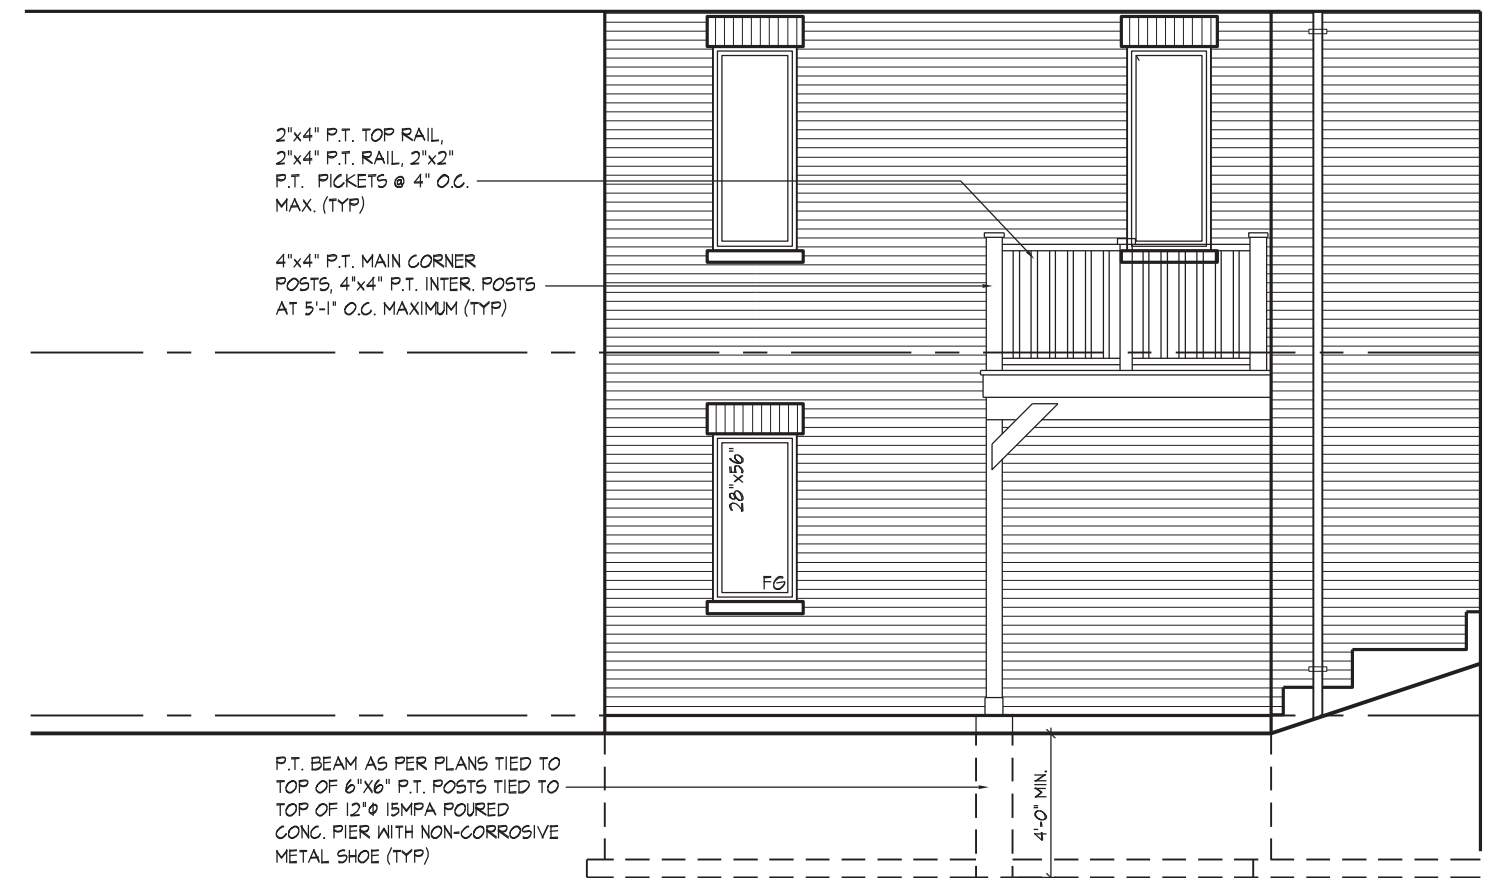 2"x4" P.T. TOP RAIL,
2"x4" P.T. RAIL, 2"x2"
P.T. PICKETS @ 4" O.C.
MAX. (TYP)
4"x4" P.T. MAIN CORNER
POSTS, 4"x4" P.T. INTER. POSTS
AT 5'-1" O.C. MAXIMUM (TYP)
28"x56"
FG
P.T. BEAM AS PER PLANS TIED TO
TOP OF 6"X6" P.T. POSTS TIED TO
TOP OF 12"Φ 15MPA POURED
CONC. PIER WITH NON-CORROSIVE
METAL SHOE (TYP)
4'-0" MIN.